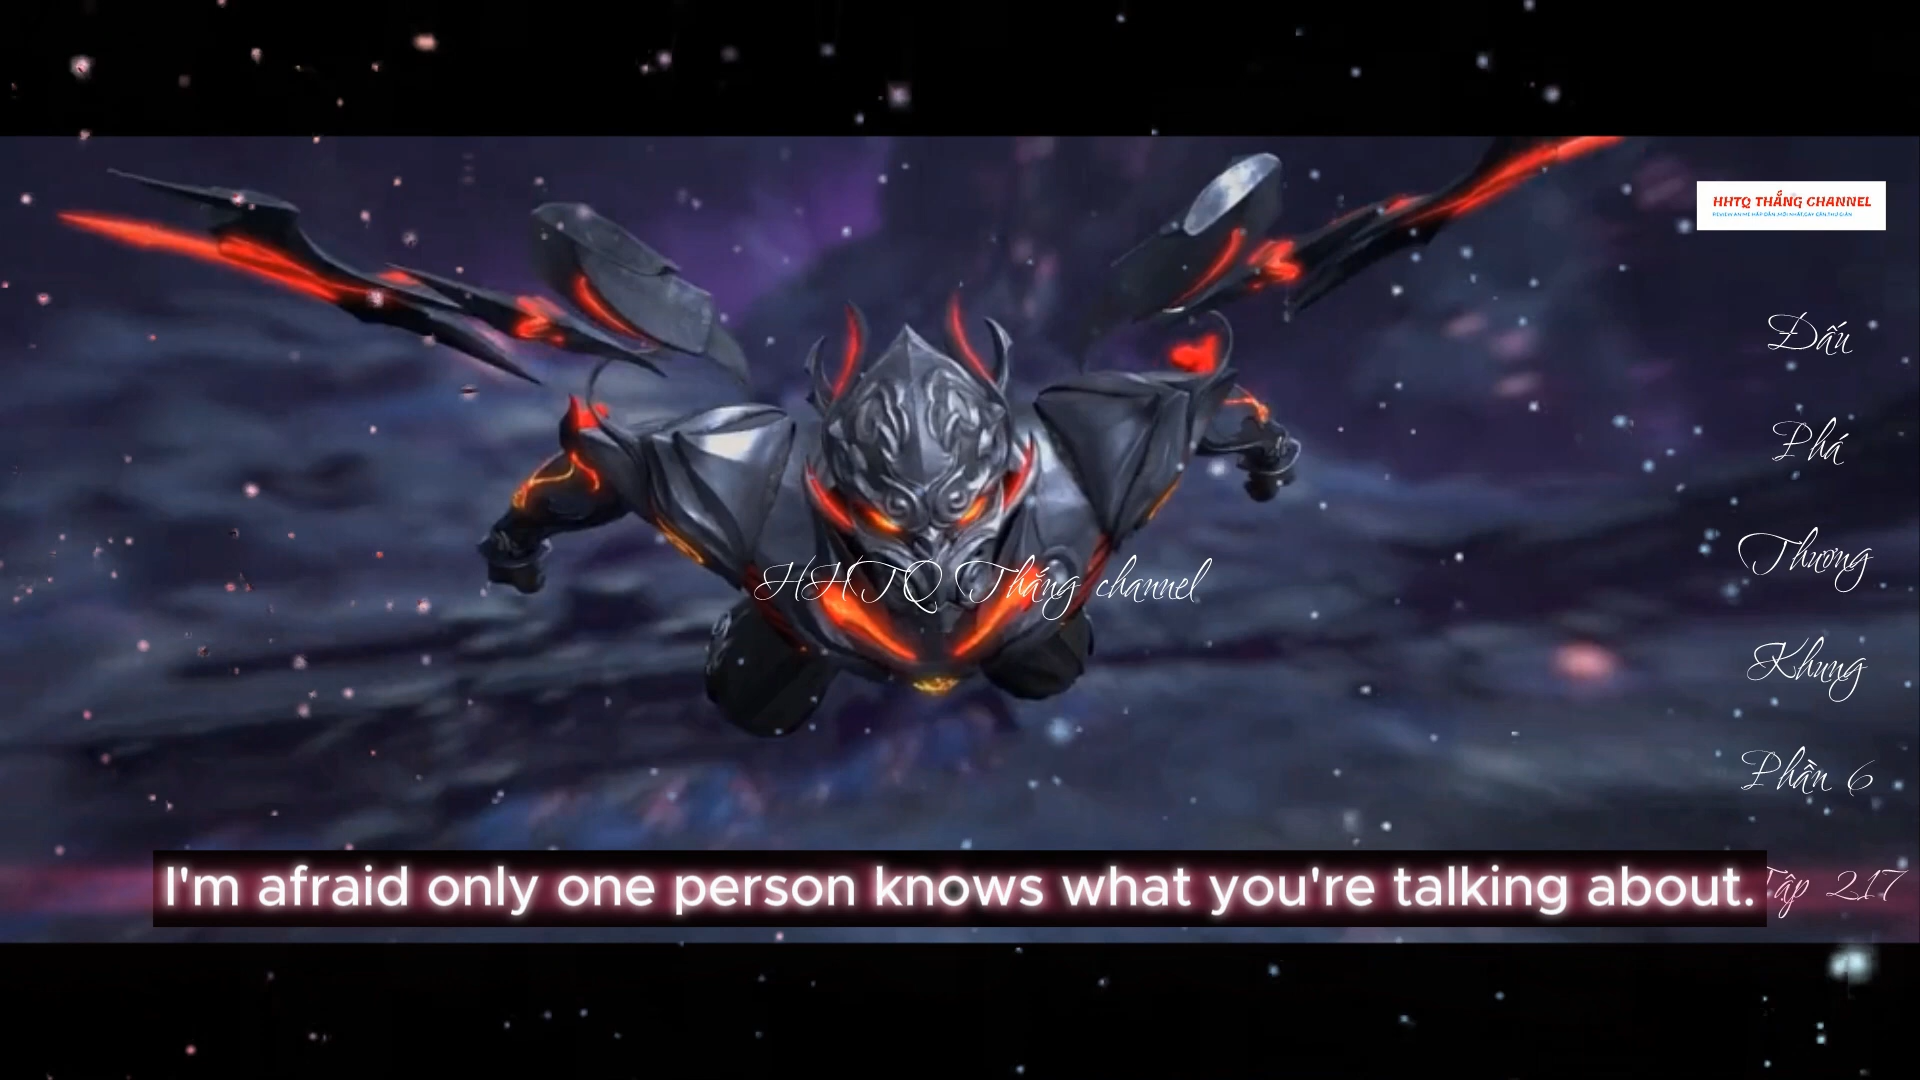 HHTQ THẮNG CHANNEL
Đấu
Phá
Thương
Khung
Phần 6
Tập 217
HHTQ Thắng channel
I'm afraid only one person knows what you're talking about.